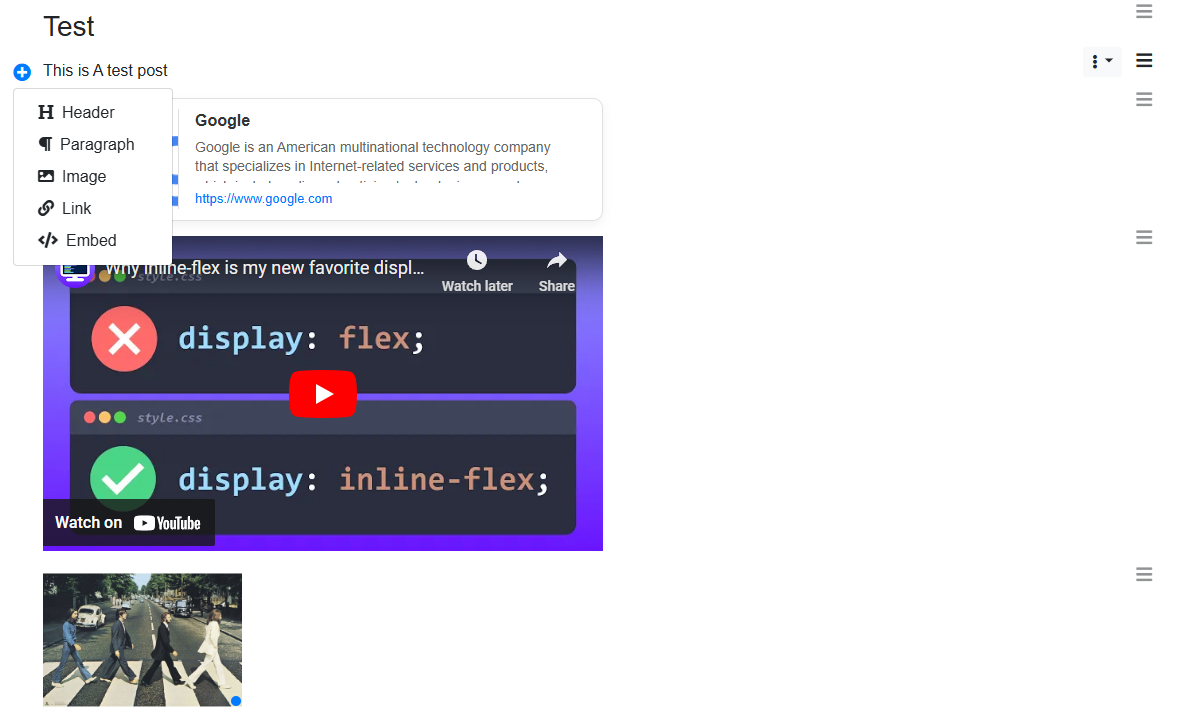 Test
This is A test post
Header
Paragraph
Image
Link
Embed
Google
Google is an American multinational technology company
that specializes in Internet-related services and products,
https://www.google.com
Why inline-flex is my new favorite displ...
Watch later
Share
style.css
display: flex;
style.css
display: inline-flex;
Watch on YouTube